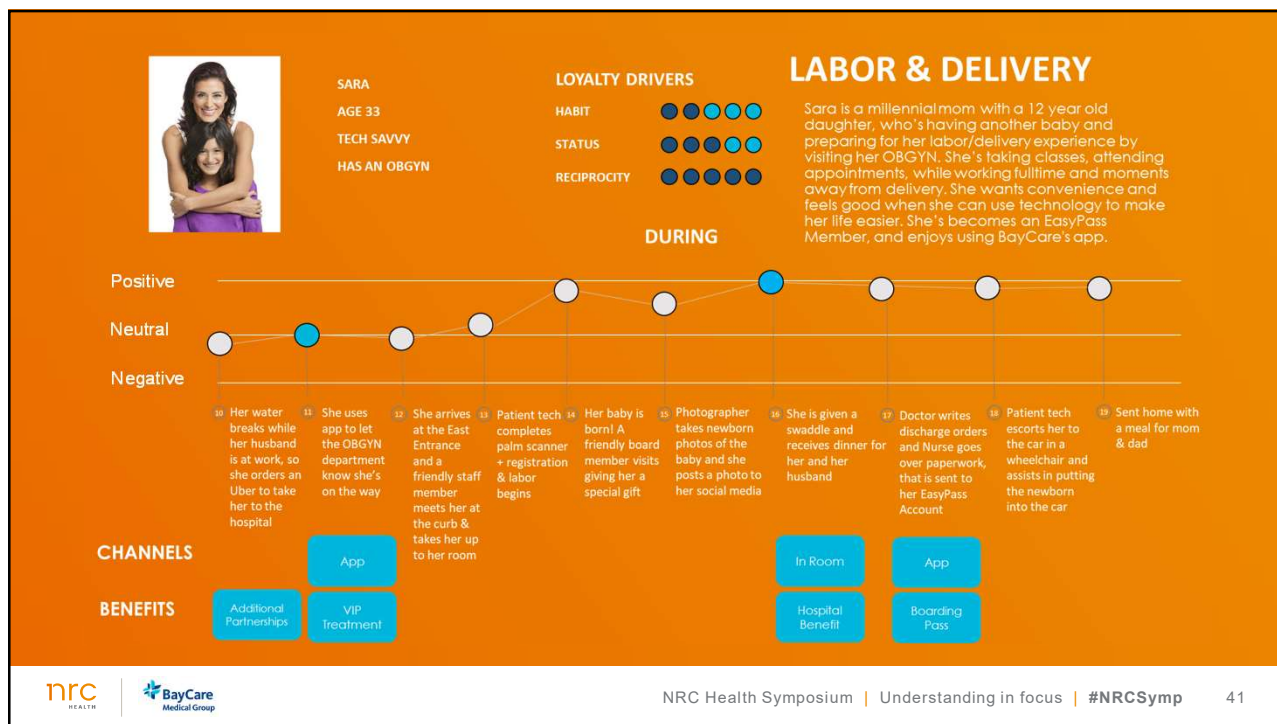 SARA
AGE 33
TECH SAVVY
HAS AN OBGYN
LOYALTY DRIVERS
HABIT
STATUS
RECIPROCITY
LABOR & DELIVERY
Sara is a millennial mom with a 12 year old
daughter, who's having another baby and
preparing for her labor/delivery experience by
visiting her OBGYN. She's taking classes, attending
appointments, while working fulltime and moments
away from delivery. She wants convenience and
feels good when she can use technology to make
her life easier. She's becomes an EasyPass
Member, and enjoys using BayCare's app.
DURING
Positive
Neutral
Negative
10 Her water
breaks while
her husband
is at work, so
she orders an
Uber to take
her to the
hospital
11 She uses
app to let
the OBGYN
department
know she's
on the way
12 She arrives
at the East
Entrance
and a
friendly staff
member
meets her at
the curb &
takes her up
to her room
13 Patient tech
completes
palm scanner
+ registration
& labor
begins
14 Her baby is
born! A
friendly board
member visits
giving her a
special gift
15 Photographer
takes newborn
photos of the
baby and she
posts a photo to
her social media
16 She is given a
swaddle and
receives dinner for
her and her
husband
17 Doctor writes
discharge orders
and Nurse goes
over paperwork,
that is sent to
her EasyPass
Account
18 Patient tech
escorts her to
the car in a
wheelchair and
assists in putting
the newborn
into the car
19 Sent home with
a meal for mom
& dad
CHANNELS
App
In Room
App
BENEFITS
Additional
Partnerships
VIP
Treatment
Hospital
Benefit
Boarding
Pass
nrc
HEALTH
BayCare
Medical Group
NRC Health Symposium | Understanding in focus | #NRCSymp 41